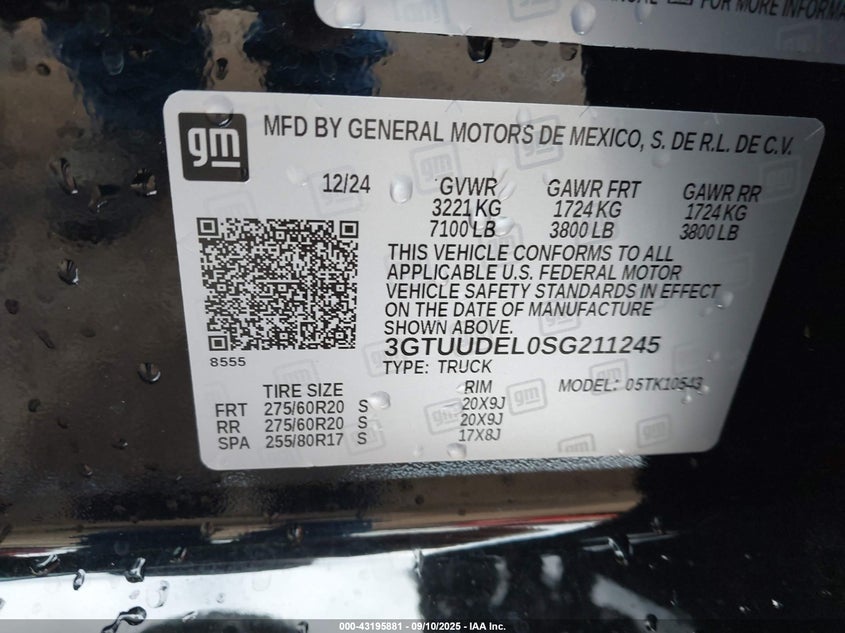 FOR MORE INFORMA
gm
MFD BY GENERAL MOTORS DE MEXICO, S. DE R.L. DE C.V.
12/24
GVWR GAWR FRT GAWR RR
3221 KG 1724 KG 1724 KG
7100 LB 3800 LB 3800 LB
THIS VEHICLE CONFORMS TO ALL
APPLICABLE U.S. FEDERAL MOTOR
VEHICLE SAFETY STANDARDS IN EFFECT
ON THE DATE OF MANUFACTURE
SHOWN ABOVE.
3GTUUDEL0SG211245
8555
TYPE: TRUCK
TIRE SIZE RIM MODEL: 05TK10543
FRT 275/60R20 S 20X9J
RR 275/60R20 S 20X9J
SPA 255/80R17 S 17X8J
000-43195881 - 09/10/2025 - IAA Inc.